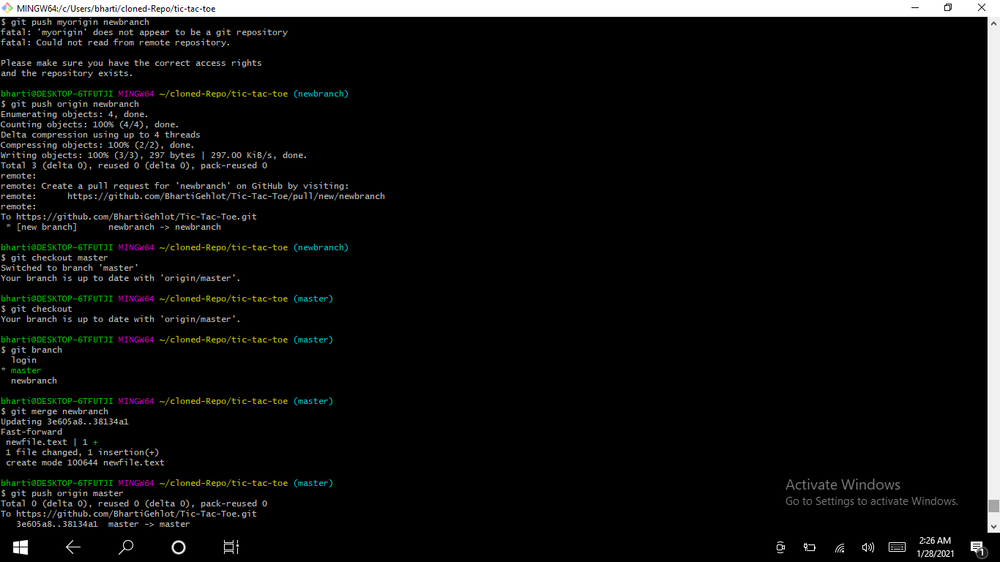 MINGW64:/c/Users/bharti/cloned-Repo/tic-tac-toe
$ git push myorigin newbranch
fatal: 'myorigin' does not appear to be a git repository
fatal: Could not read from remote repository.
Please make sure you have the correct access rights
and the repository exists.
bharti@DESKTOP-6TFUTJI MINGW64 ~/cloned-Repo/tic-tac-toe (newbranch)
$ git push origin newbranch
Enumerating objects: 4, done.
Counting objects: 100% (4/4), done.
Delta compression using up to 4 threads
Compressing objects: 100% (2/2), done.
Writing objects: 100% (3/3), 297 bytes | 297.00 KiB/s, done.
Total 3 (delta 0), reused 0 (delta 0), pack-reused 0
remote:
remote: Create a pull request for 'newbranch' on GitHub by visiting:
remote:      https://github.com/BhartiGehlot/Tic-Tac-Toe/pull/new/newbranch
remote:
To https://github.com/BhartiGehlot/Tic-Tac-Toe.git
 * [new branch]      newbranch -> newbranch
bharti@DESKTOP-6TFUTJI MINGW64 ~/cloned-Repo/tic-tac-toe (newbranch)
$ git checkout master
Switched to branch 'master'
Your branch is up to date with 'origin/master'.
bharti@DESKTOP-6TFUTJI MINGW64 ~/cloned-Repo/tic-tac-toe (master)
$ git checkout
Your branch is up to date with 'origin/master'.
bharti@DESKTOP-6TFUTJI MINGW64 ~/cloned-Repo/tic-tac-toe (master)
$ git branch
  login
* master
  newbranch
bharti@DESKTOP-6TFUTJI MINGW64 ~/cloned-Repo/tic-tac-toe (master)
$ git merge newbranch
Updating 3e605a8..38134a1
Fast-forward
 newfile.text | 1 +
 1 file changed, 1 insertion(+)
 create mode 100644 newfile.text
bharti@DESKTOP-6TFUTJI MINGW64 ~/cloned-Repo/tic-tac-toe (master)
$ git push origin master
Total 0 (delta 0), reused 0 (delta 0), pack-reused 0
To https://github.com/BhartiGehlot/Tic-Tac-Toe.git
   3e605a8..38134a1  master -> master
Activate Windows
Go to Settings to activate Windows.
2:26 AM
1/28/2021
1